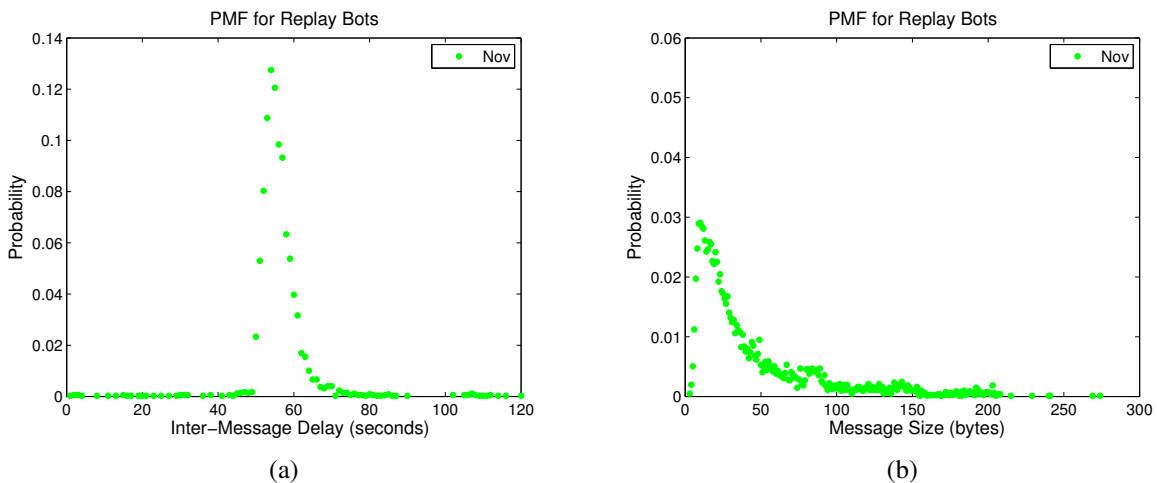 PMF for Replay Bots
0.14
0.12
0.1
0.08
0.06
0.04
0.02
0
Probability
Nov
0 20 40 60 80 100 120
Inter−Message Delay (seconds)
(a)
PMF for Replay Bots
0.06
0.05
0.04
0.03
0.02
0.01
0
Probability
Nov
0 50 100 150 200 250 300
Message Size (bytes)
(b)